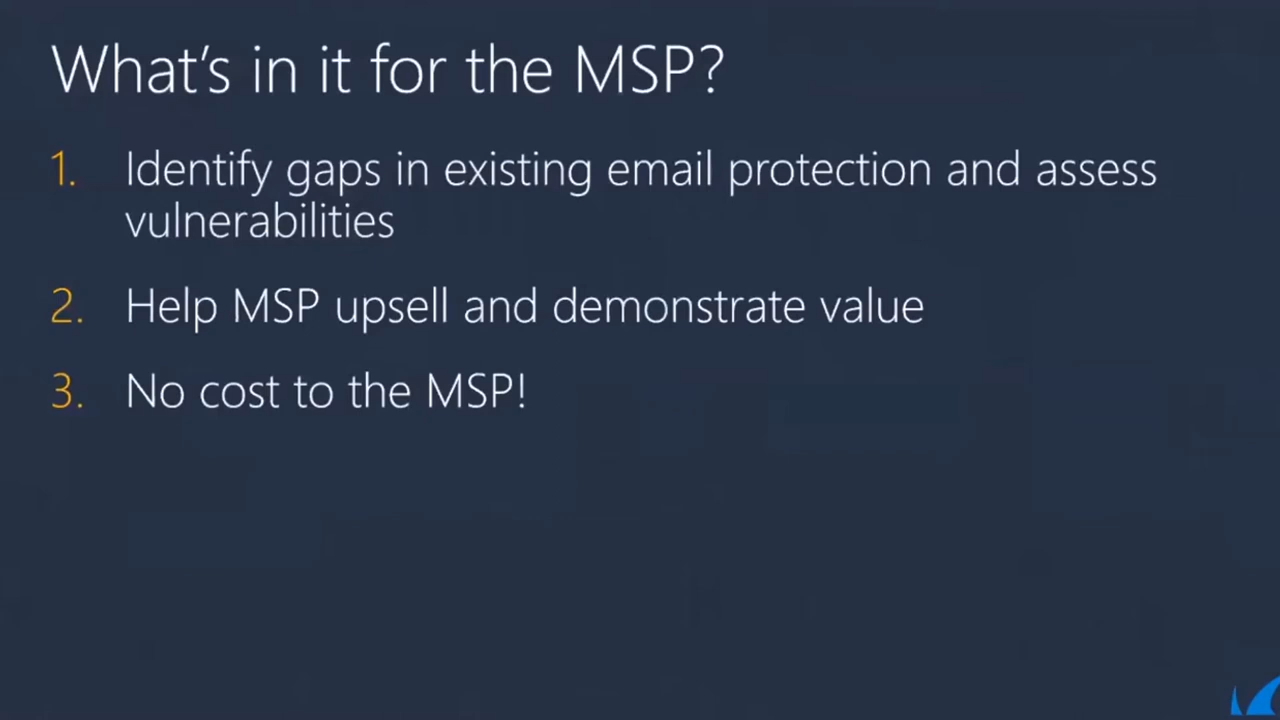 What's in it for the MSP?
1. Identify gaps in existing email protection and assess
vulnerabilities
2. Help MSP upsell and demonstrate value
3. No cost to the MSP!